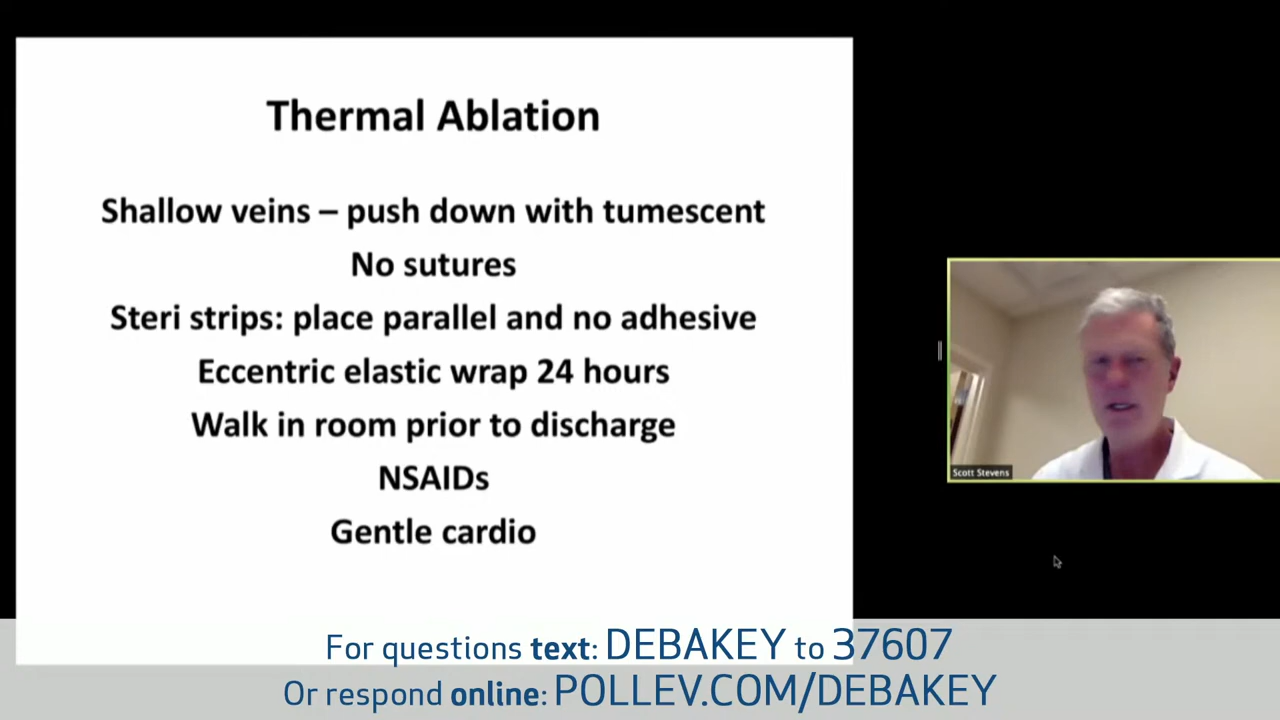 Thermal Ablation
Shallow veins – push down with tumescent
No sutures
Steri strips: place parallel and no adhesive
Eccentric elastic wrap 24 hours
Walk in room prior to discharge
NSAIDs
Gentle cardio
Scott Stevens
For questions text: DEBAKEY to 37607
Or respond online: POLLEV.COM/DEBAKEY